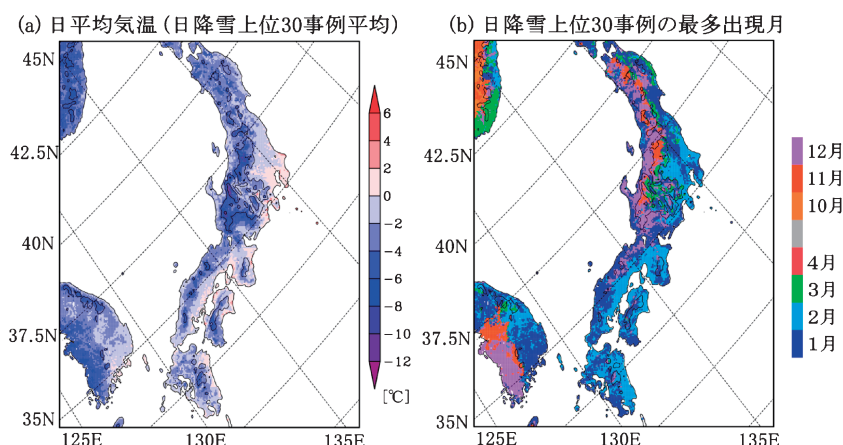 (a) 日平均気温 (日降雪上位30事例平均)
45N
42.5N
40N
37.5N
35N
125E
130E
135E
6
4
2
0
−2
−4
−6
−8
−10
−12
[℃]
(b) 日降雪上位30事例の最多出現月
45N
42.5N
40N
37.5N
35N
125E
130E
135E
12月
11月
10月
4月
3月
2月
1月